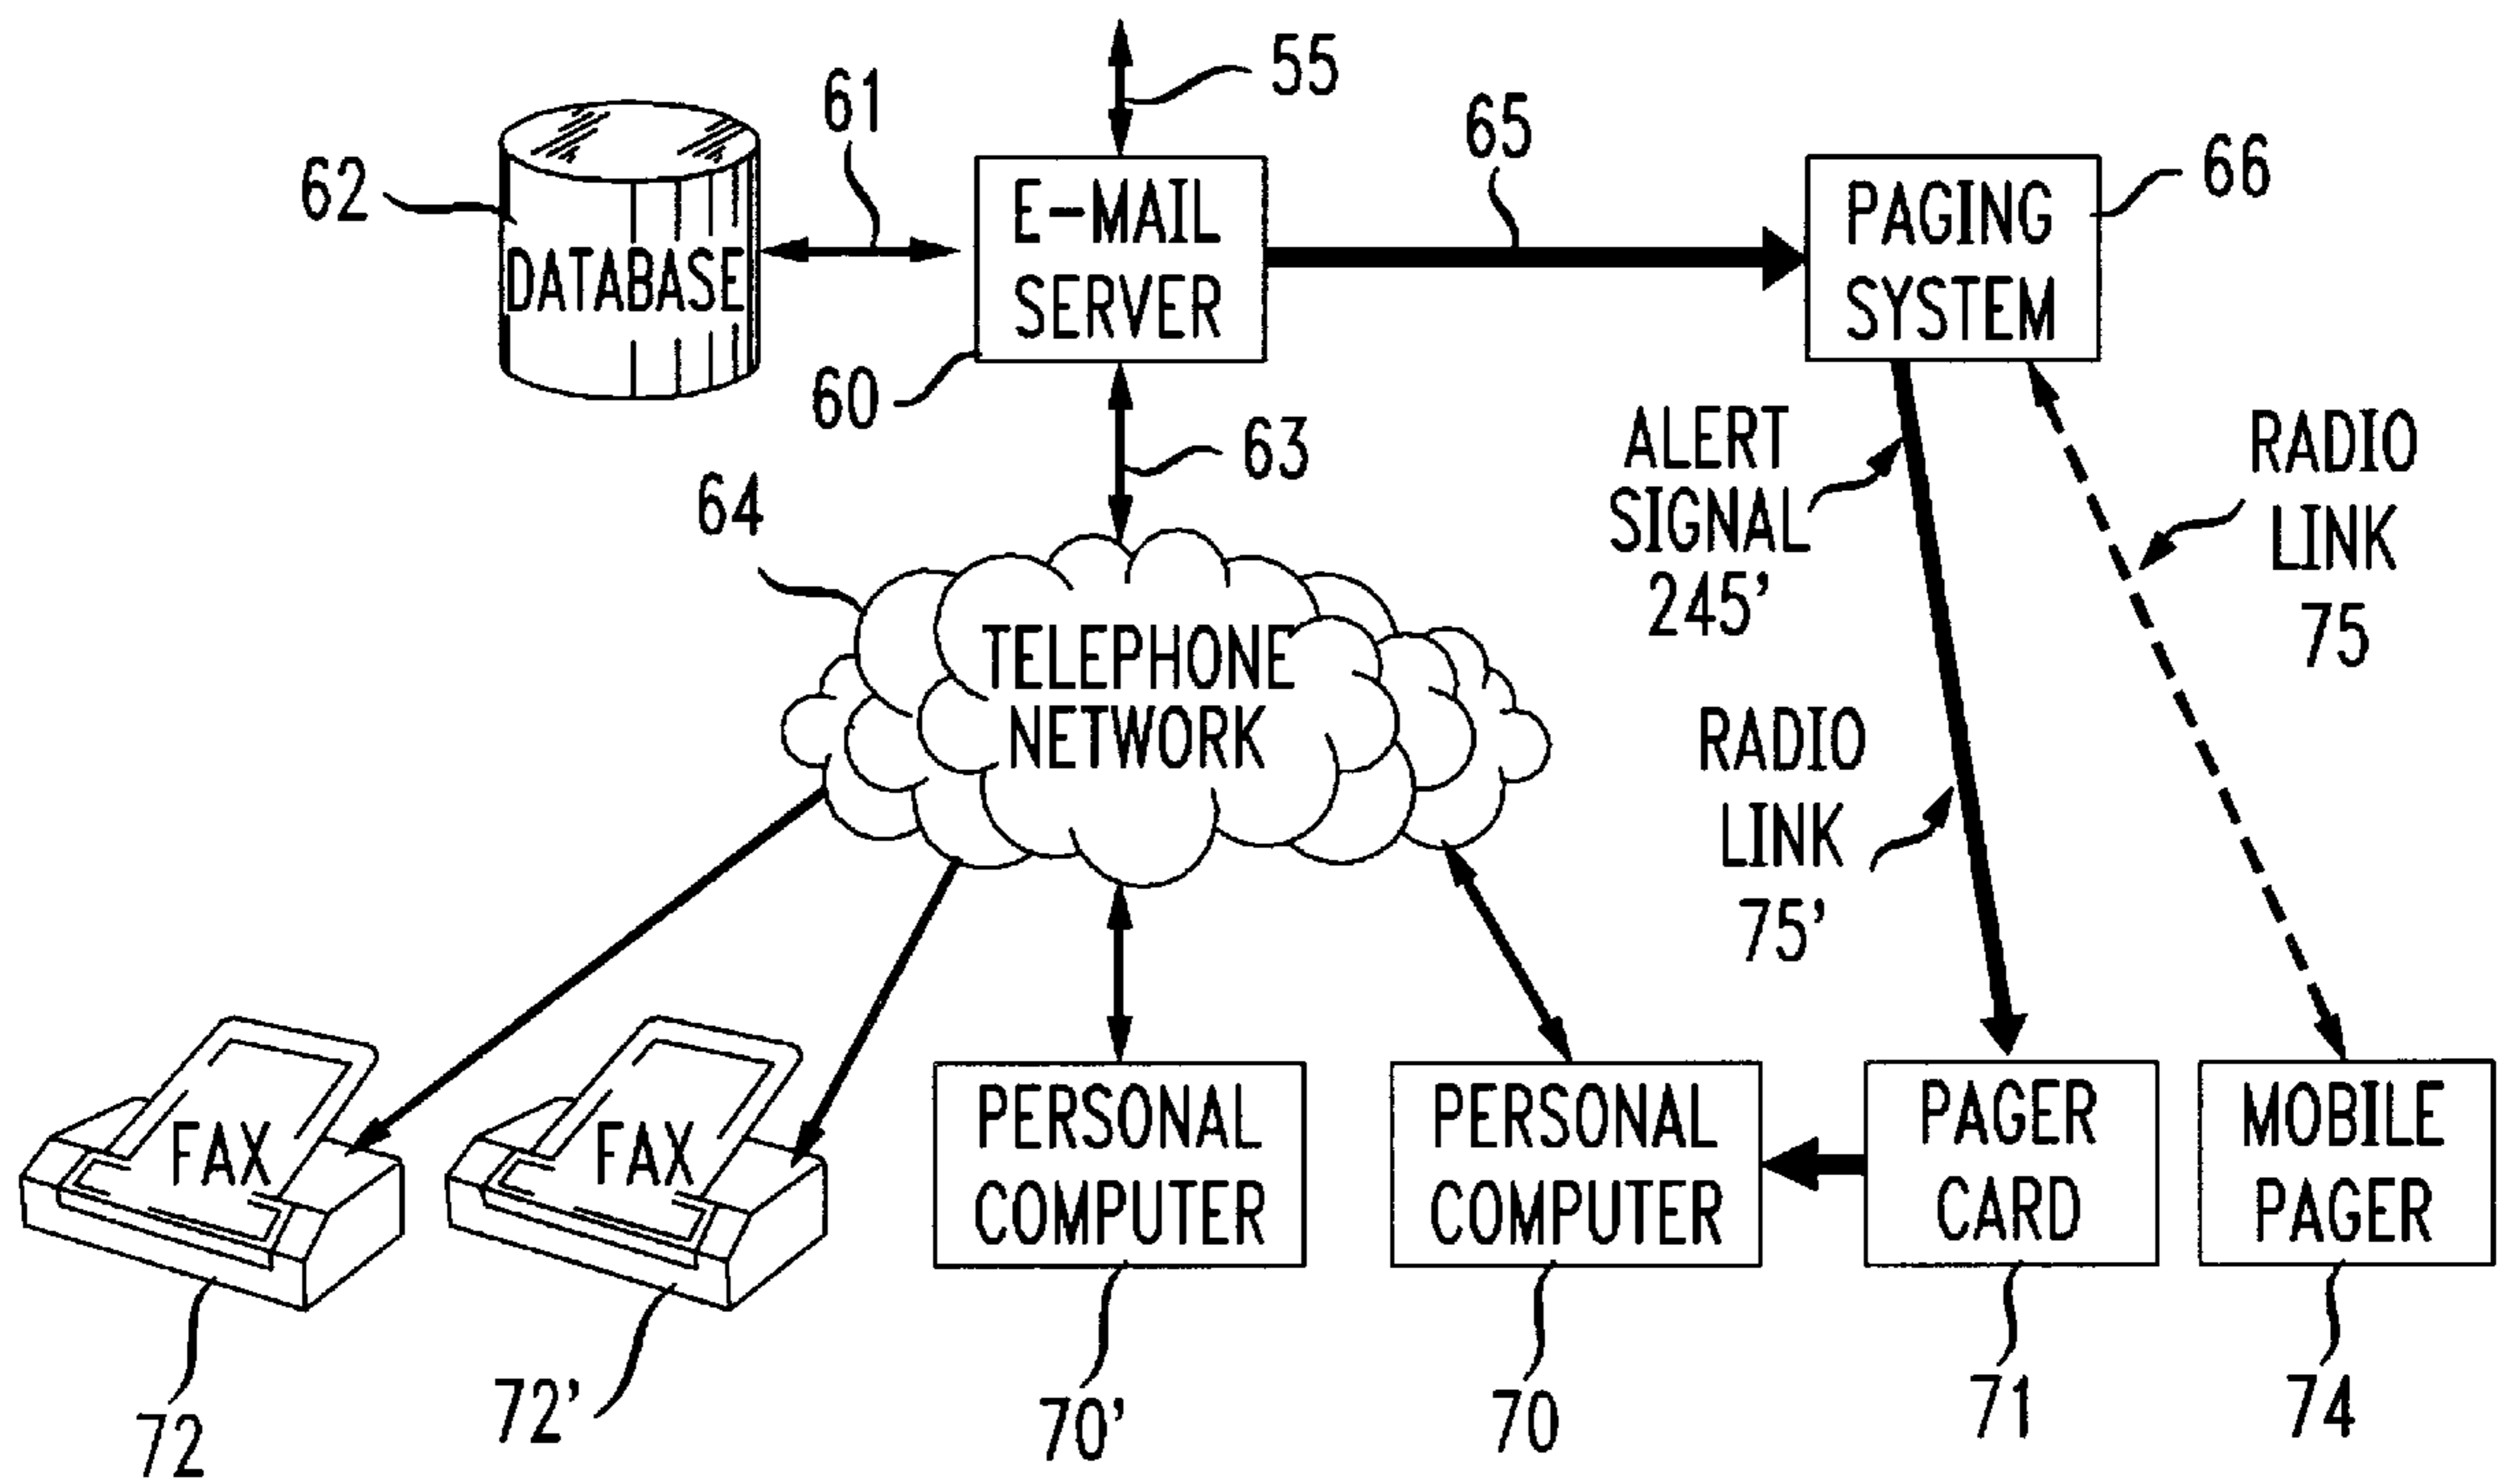 55
61
65
62
66
E-MAIL
SERVER
PAGING
SYSTEM
DATABASE
60
63
64
ALERT
SIGNAL
245'
RADIO
LINK
75
TELEPHONE
NETWORK
RADIO
LINK
75'
FAX
FAX
PERSONAL
COMPUTER
PERSONAL
COMPUTER
PAGER
CARD
MOBILE
PAGER
72
72'
70'
70
71
74